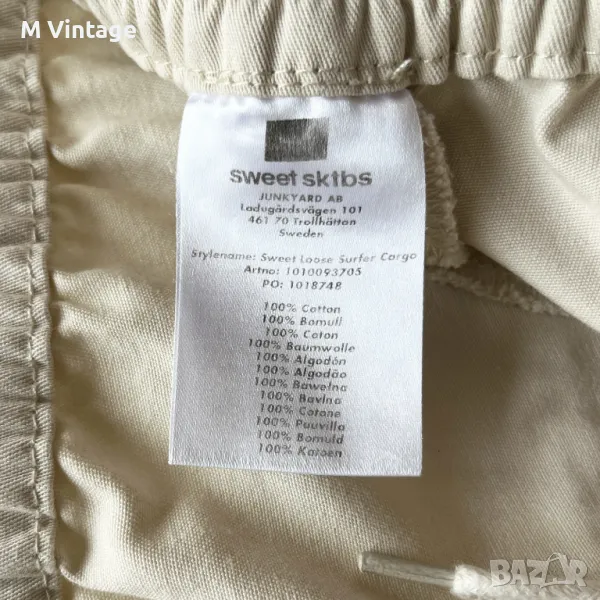 M Vintage
sweet sktbs
JUNKYARD AB
Ladugårdsvägen 101
461 70 Trollhättan
Sweden
Stylename: Sweet Loose Surfer Cargo
Artno: 1010093705
PO: 1018748
100% Cotton
100% Bomull
100% Coton
100% Baumwolle
100% Algodón
100% Algodão
100% Bawełna
100% Bavlna
100% Cotone
100% Puuvilla
100% Bomuld
100% Katoen
BAZAR